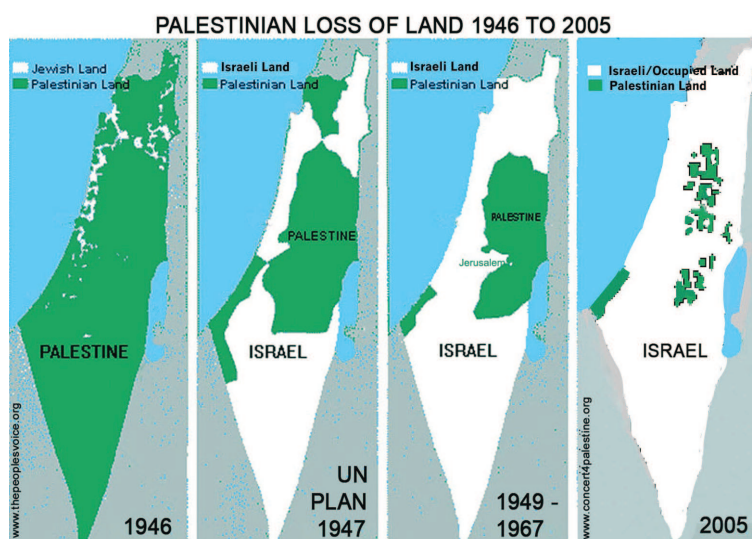 PALESTINIAN LOSS OF LAND 1946 TO 2005
Jewish Land
Palestinian Land
PALESTINE
www.thepeoplesvoice.org
1946
Israeli Land
Palestinian Land
PALESTINE
ISRAEL
UN
PLAN
1947
Israeli Land
Palestinian Land
PALESTINE
Jerusalem
ISRAEL
1949 -
1967
Israeli/Occupied Land
Palestinian Land
ISRAEL
www.concert4palestine.org
2005